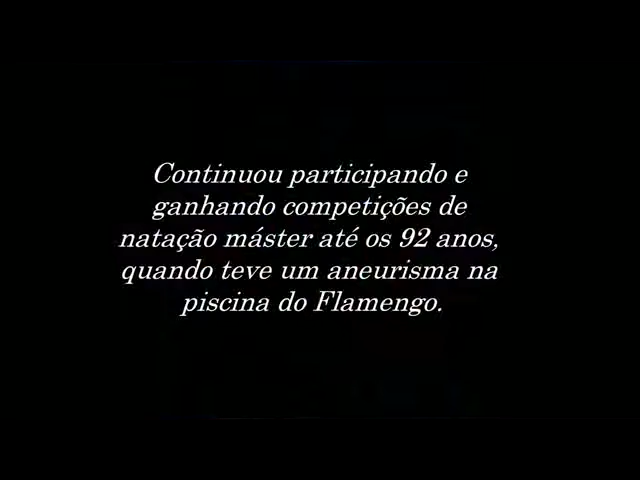 Continuou participando e
ganhando competições de
natação máster até os 92 anos,
quando teve um aneurisma na
piscina do Flamengo.